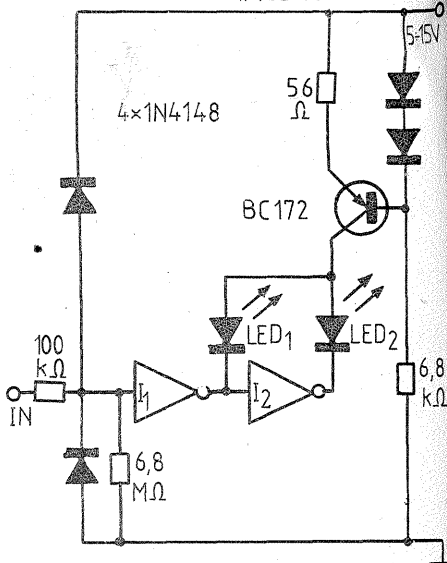 5-15V
56
Ω
4×1N4148
BC172
LED1
LED2
100
kΩ
I1
I2
6,8
kΩ
IN
6,8
MΩ